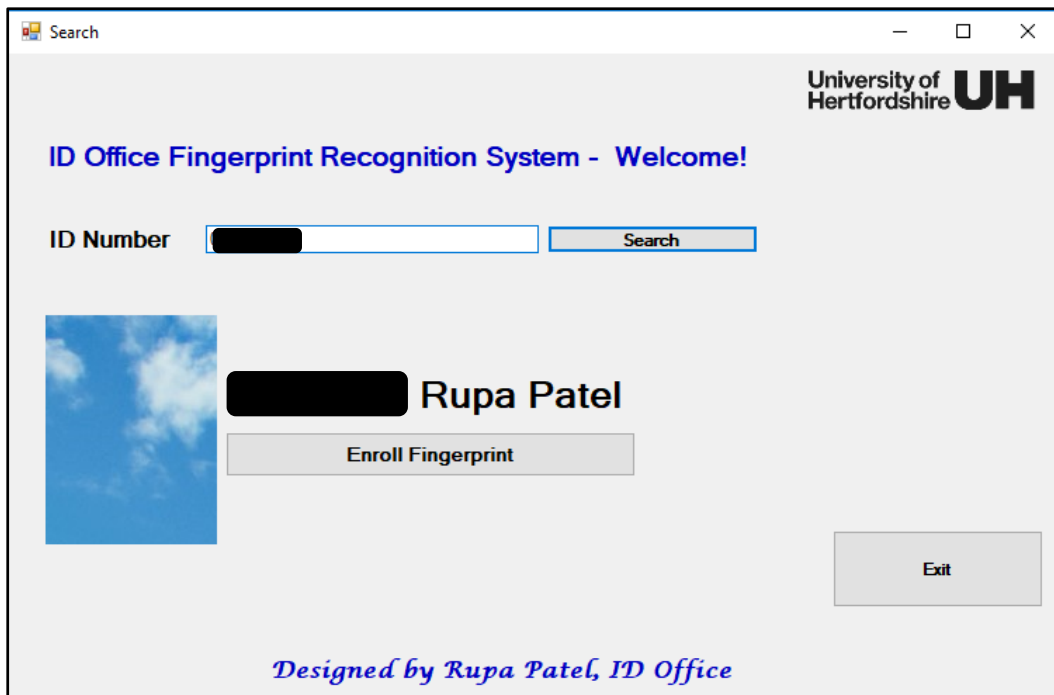 Search
University of
Hertfordshire UH
ID Office Fingerprint Recognition System - Welcome!
ID Number Search
Rupa Patel
Enroll Fingerprint
Exit
Designed by Rupa Patel, ID Office